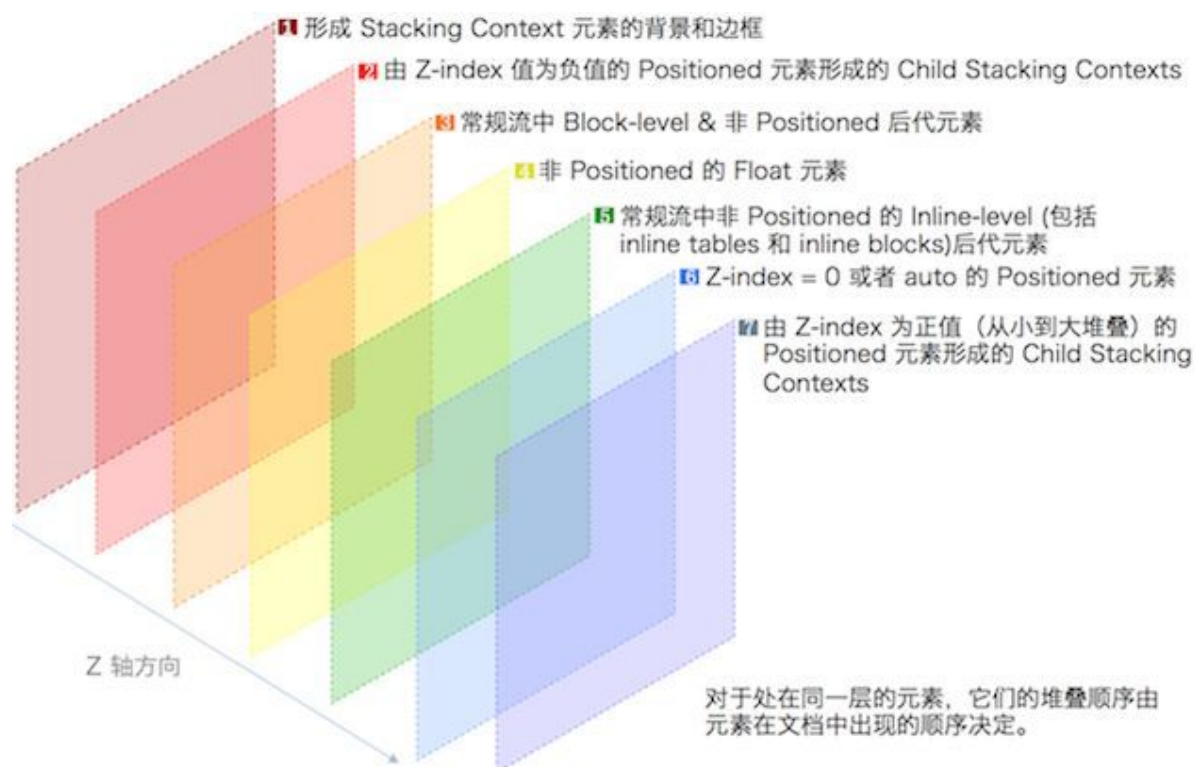 1 形成 Stacking Context 元素的背景和边框
2 由 Z-index 值为负值的 Positioned 元素形成的 Child Stacking Contexts
3 常规流中 Block-level & 非 Positioned 后代元素
4 非 Positioned 的 Float 元素
5 常规流中非 Positioned 的 Inline-level (包括
inline tables 和 inline blocks)后代元素
6 Z-index = 0 或者 auto 的 Positioned 元素
7 由 Z-index 为正值（从小到大堆叠）的
Positioned 元素形成的 Child Stacking
Contexts
Z 轴方向
对于处在同一层的元素，它们的堆叠顺序由
元素在文档中出现的顺序决定。